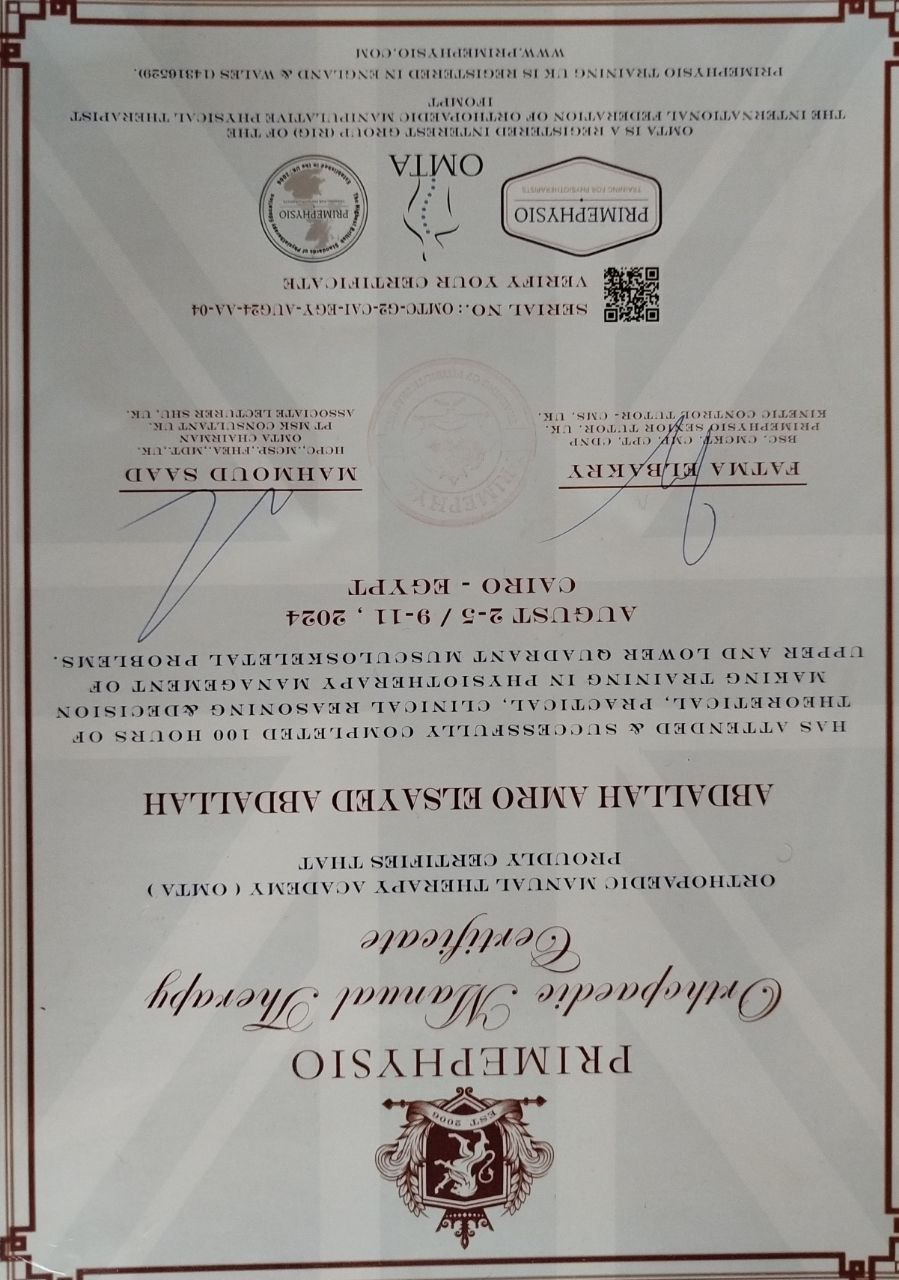 EST 2006
PRIMEPHYSIO
Orthopaedic Manual Therapy
Certificate
ORTHOPAEDIC MANUAL THERAPY ACADEMY ( OMTA )
PROUDLY CERTIFIES THAT
ABDALLAH AMRO ELSAYED ABDALLAH
HAS ATTENDED & SUCCESSFULLY COMPLETED 100 HOURS OF
THEORETICAL, PRACTICAL, CLINICAL REASONING &DECISION
MAKING TRAINING IN PHYSIOTHERAPY MANAGEMENT OF
UPPER AND LOWER QUADRANT MUSCULOSKELETAL PROBLEMS.
AUGUST 2-5 / 9-11 , 2024
CAIRO - EGYPT
FATMA ELBAKRY
BSC. CMCKT. CMP. CPT. CDNP
PRIMEPHYSIO SENIOR TUTOR. UK.
KINETIC CONTROL TUTOR- CMS. UK.
MAHMOUD SAAD
HCPC,.MCSP.,FHEA.,MDT.,UK.
OMTA CHAIRMAN
PT MSK CONSULTANT UK.
ASSOCIATE LECTURER SHU, UK.
PRIMEPHY
SERIAL NO.: OMTC-G2-CAI-EGY-AUG24-AA-04
VERIFY YOUR CERTIFICATE
PRIMEPHYSIO
TRAINING FOR PHYSIOTHERAPISTS
OMTA
The Highest British Standards of Physiotherapy Education
PRIMEPHYSIO
TRAINING FOR PHYSIOTHERAPISTS
Established in the UK: 2006
OMTA IS A REGISTERED INTEREST GROUP (RIG) OF THE
THE INTERNATIONAL FEDERATION OF ORTHOPAEDIC MANIPULATIVE PHYSICAL THERAPIST
IFOMPT
PRIMEPHYSIO TRAINING UK IS REGISTERED IN ENGLAND & WALES (14316529).
WWW.PRIMEPHYSIO.COM